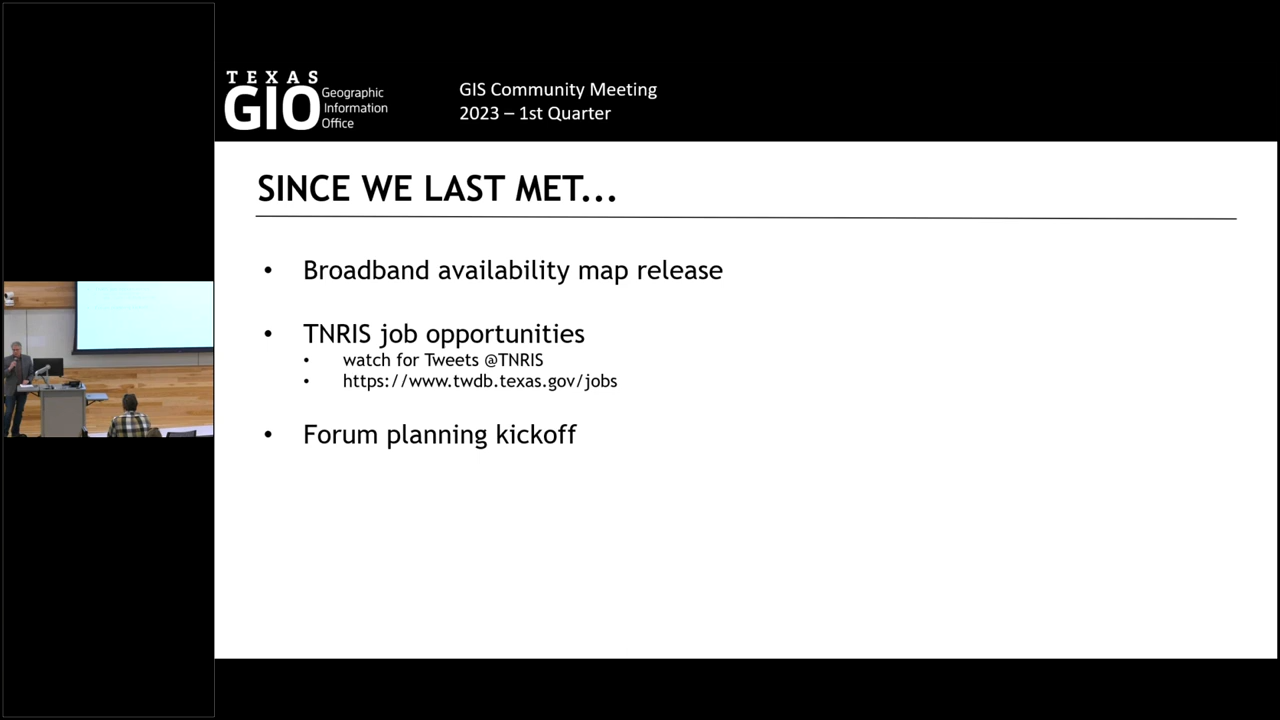 TEXAS
GIO
Geographic
Information
Office
GIS Community Meeting
2023 – 1st Quarter
SINCE WE LAST MET...
• Broadband availability map release
• TNRIS job opportunities
• watch for Tweets @TNRIS
• https://www.twdb.texas.gov/jobs
• Forum planning kickoff